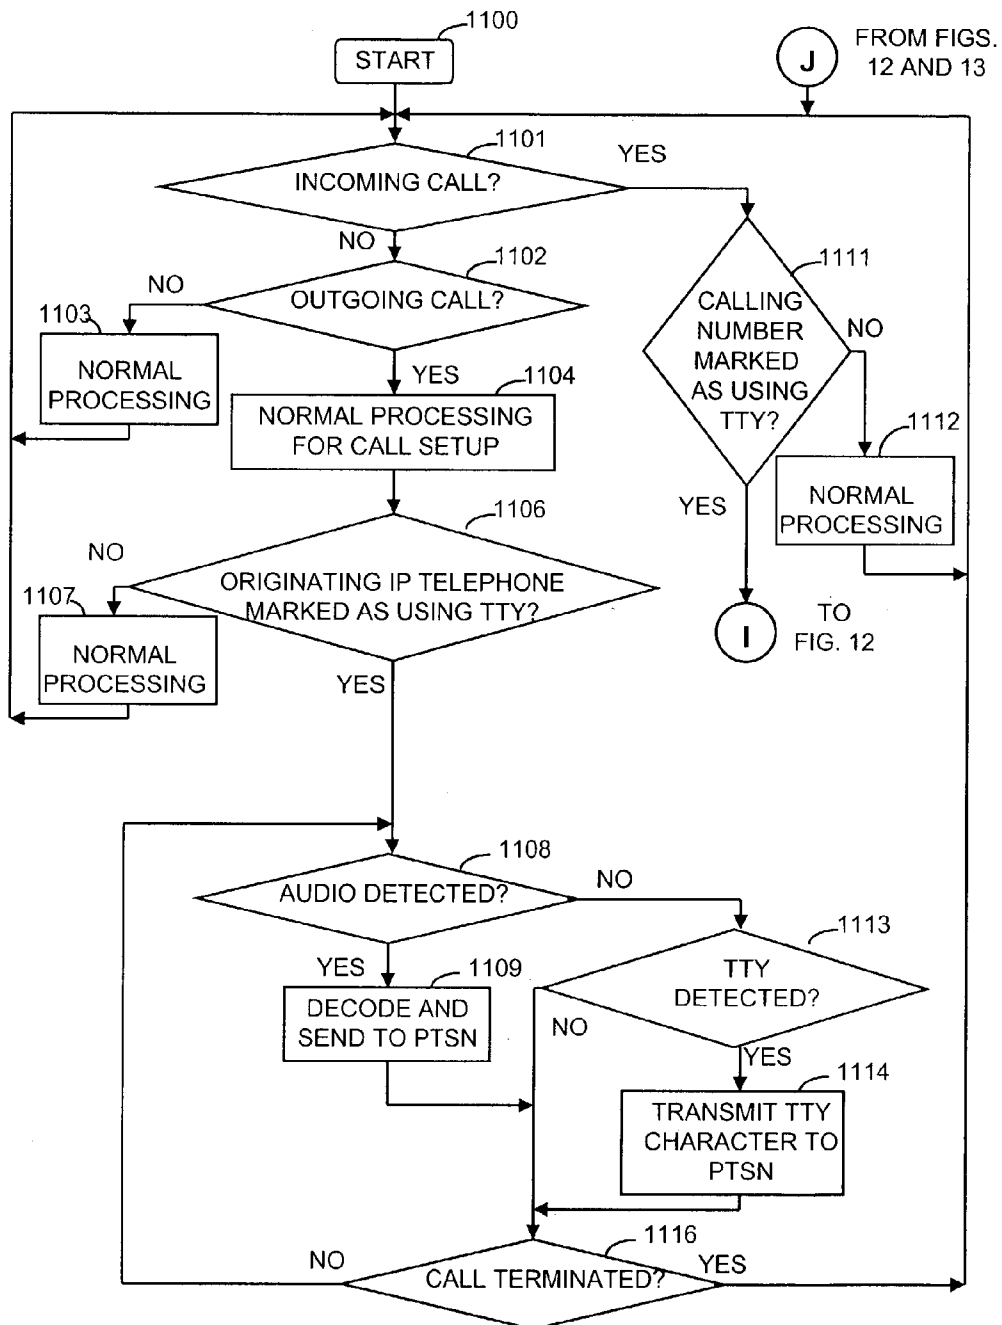 1100
START
J
FROM FIGS.
12 AND 13
1101
INCOMING CALL?
YES
NO
1102
OUTGOING CALL?
NO
1103
NORMAL
PROCESSING
YES
1104
NORMAL PROCESSING
FOR CALL SETUP
1111
CALLING
NUMBER
MARKED
AS USING
TTY?
NO
1112
NORMAL
PROCESSING
YES
I
TO
FIG. 12
1106
ORIGINATING IP TELEPHONE
MARKED AS USING TTY?
NO
1107
NORMAL
PROCESSING
YES
1108
AUDIO DETECTED?
NO
YES
1109
DECODE AND
SEND TO PTSN
1113
TTY
DETECTED?
NO
YES
1114
TRANSMIT TTY
CHARACTER TO
PTSN
1116
CALL TERMINATED?
NO
YES